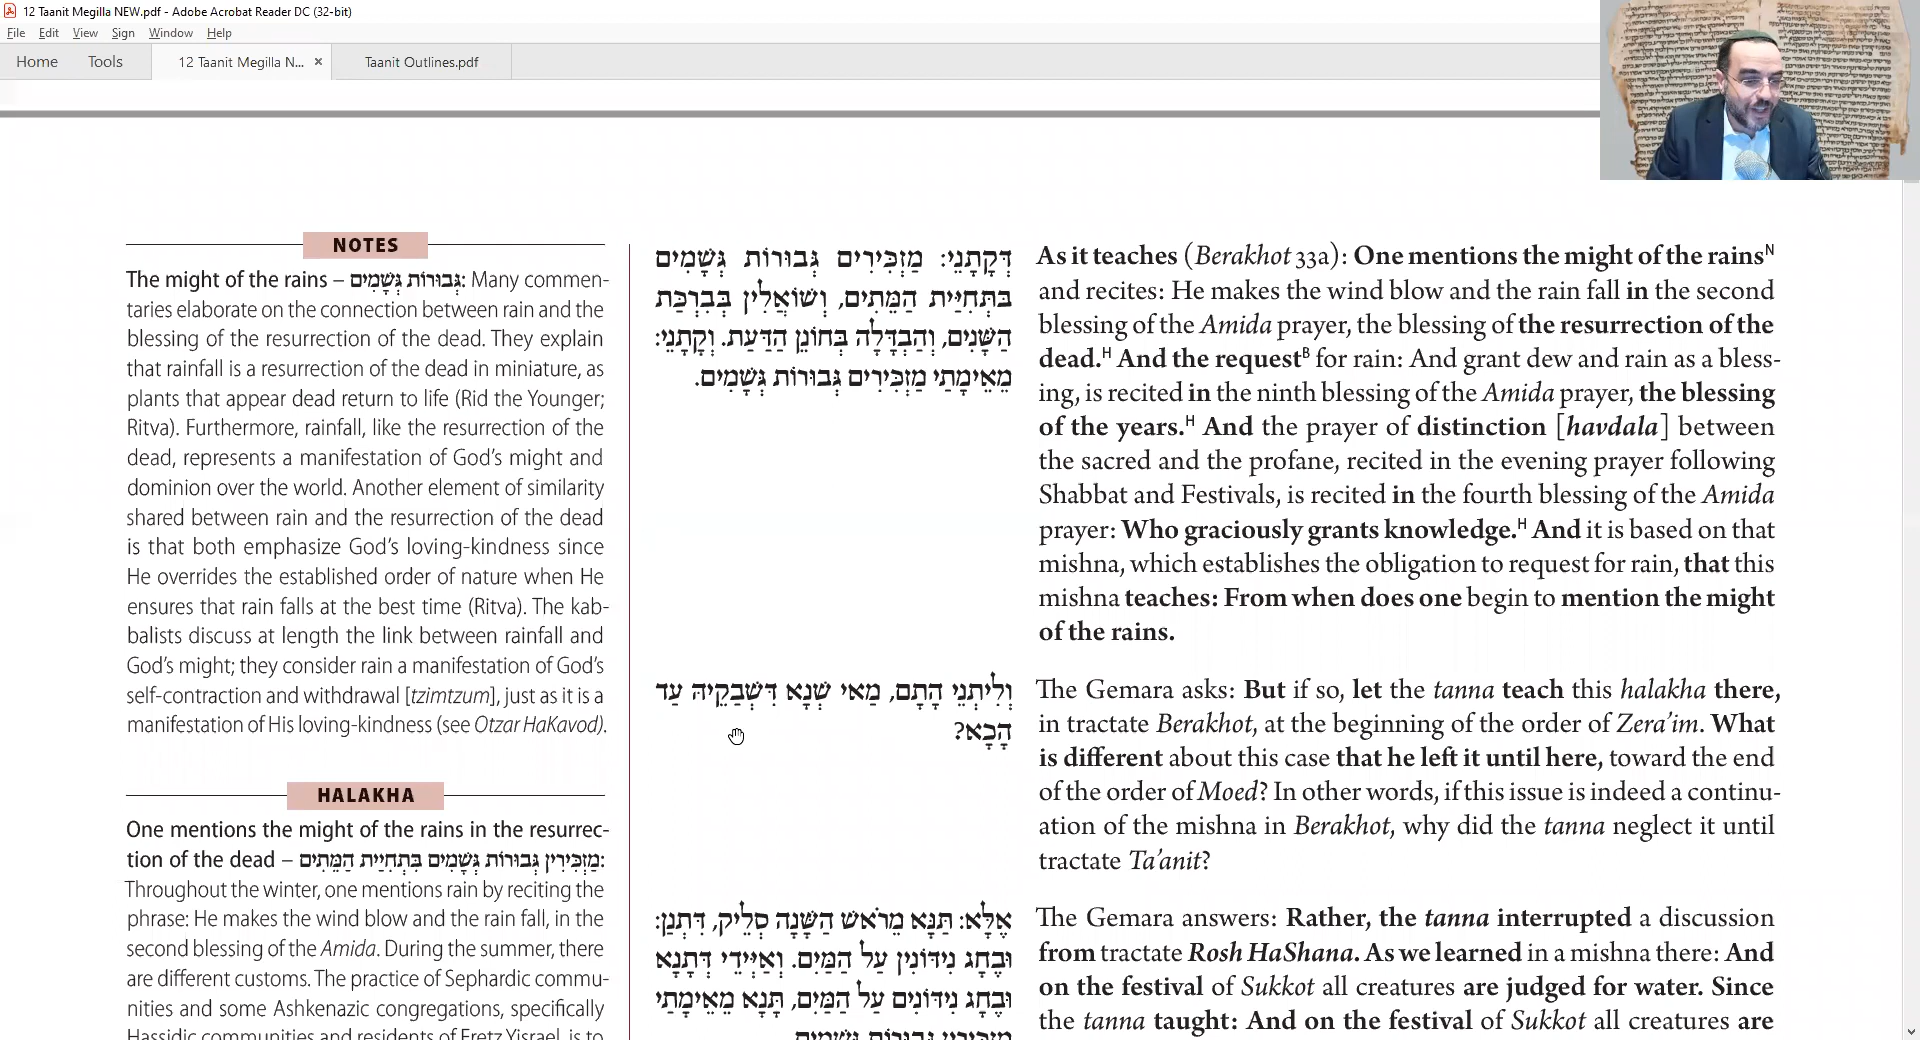 12 Taanit Megilla NEW.pdf - Adobe Acrobat Reader DC (32-bit)
File Edit View Sign Window Help
Home Tools 12 Taanit Megilla N... × Taanit Outlines.pdf
NOTES
The might of the rains – גְּבוּרוֹת גְּשָׁמִים: Many commen-
taries elaborate on the connection between rain and the
blessing of the resurrection of the dead. They explain
that rainfall is a resurrection of the dead in miniature, as
plants that appear dead return to life (Rid the Younger;
Ritva). Furthermore, rainfall, like the resurrection of the
dead, represents a manifestation of God's might and
dominion over the world. Another element of similarity
shared between rain and the resurrection of the dead
is that both emphasize God's loving-kindness since
He overrides the established order of nature when He
ensures that rain falls at the best time (Ritva). The kab-
balists discuss at length the link between rainfall and
God's might; they consider rain a manifestation of God's
self-contraction and withdrawal [tzimtzum], just as it is a
manifestation of His loving-kindness (see Otzar HaKavod).
HALAKHA
One mentions the might of the rains in the resurrec-
tion of the dead – מַזְכִּירִין גְּבוּרוֹת גְּשָׁמִים בִּתְחִיַּית הַמֵּתִים:
Throughout the winter, one mentions rain by reciting the
phrase: He makes the wind blow and the rain fall, in the
second blessing of the Amida. During the summer, there
are different customs. The practice of Sephardic commu-
nities and some Ashkenazic congregations, specifically
Hassidic communities and residents of Eretz Yisrael, is to
דְּקָתָנֵי: מַזְכִּירִים גְּבוּרוֹת גְּשָׁמִים
בִּתְחִיַּית הַמֵּתִים, וְשׁוֹאֲלִין בְּבִרְכַּת
הַשָּׁנִים, וְהַבְדָּלָה בְּחוֹנֵן הַדָּעַת. וְקָתָנֵי:
מֵאֵימָתַי מַזְכִּירִים גְּבוּרוֹת גְּשָׁמִים.
וְלִיתְנֵי הָתָם, מַאי שְׁנָא דִּשְׁבַקֵיהּ עַד
הָכָא?
אֶלָּא: תַּנָּא מֵרֹאשׁ הַשָּׁנָה סְלֵיק, דִּתְנַן:
וּבֶחָג נִידּוֹנִין עַל הַמַּיִם. וְאַיְּידֵי דִּתְנָא
וּבֶחָג נִידּוֹנִים עַל הַמַּיִם, תְּנָא מֵאֵימָתַי
מַזְכִּירִין גְּבוּרוֹת גְּשָׁמִים.
As it teaches (Berakhot 33a): One mentions the might of the rainsN
and recites: He makes the wind blow and the rain fall in the second
blessing of the Amida prayer, the blessing of the resurrection of the
dead.H And the requestB for rain: And grant dew and rain as a bless-
ing, is recited in the ninth blessing of the Amida prayer, the blessing
of the years.H And the prayer of distinction [havdala] between
the sacred and the profane, recited in the evening prayer following
Shabbat and Festivals, is recited in the fourth blessing of the Amida
prayer: Who graciously grants knowledge.H And it is based on that
mishna, which establishes the obligation to request for rain, that this
mishna teaches: From when does one begin to mention the might
of the rains.
The Gemara asks: But if so, let the tanna teach this halakha there,
in tractate Berakhot, at the beginning of the order of Zera'im. What
is different about this case that he left it until here, toward the end
of the order of Moed? In other words, if this issue is indeed a continu-
ation of the mishna in Berakhot, why did the tanna neglect it until
tractate Ta'anit?
The Gemara answers: Rather, the tanna interrupted a discussion
from tractate Rosh HaShana. As we learned in a mishna there: And
on the festival of Sukkot all creatures are judged for water. Since
the tanna taught: And on the festival of Sukkot all creatures are